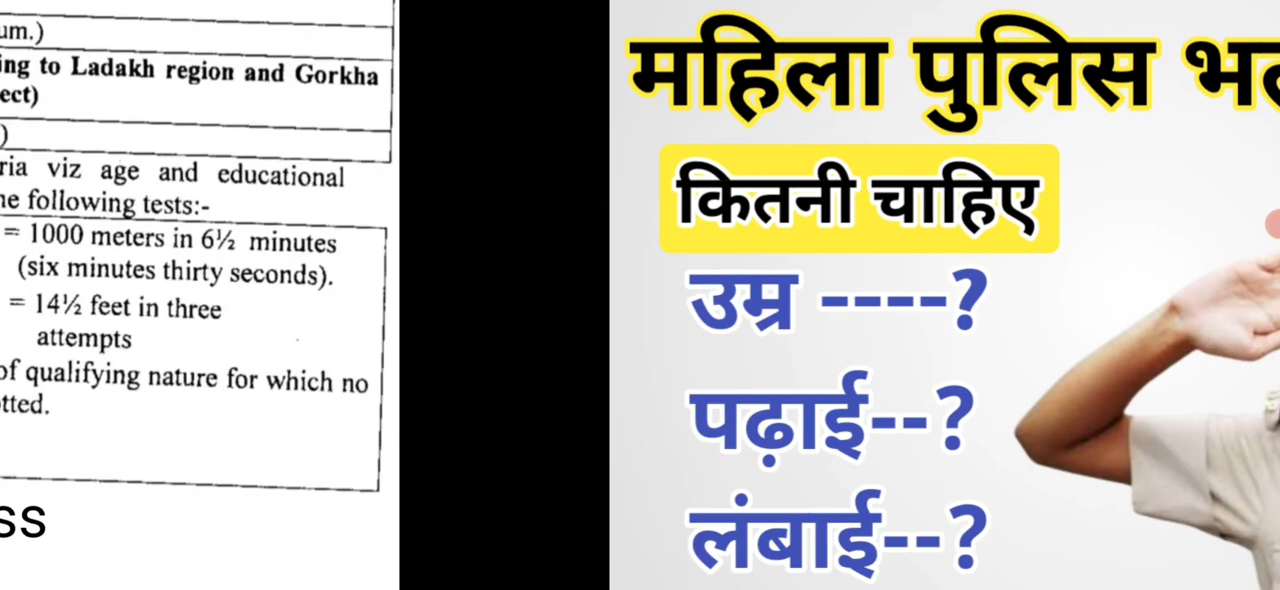 um.)
ing to Ladakh region and Gorkha
ect)
)
ria viz age and educational
he following tests:-
= 1000 meters in 6½ minutes
(six minutes thirty seconds).
= 14½ feet in three
attempts
of qualifying nature for which no
tted.
ss
महिला पुलिस भ
कितनी चाहिए
उम्र ----?
पढ़ाई--?
लंबाई--?